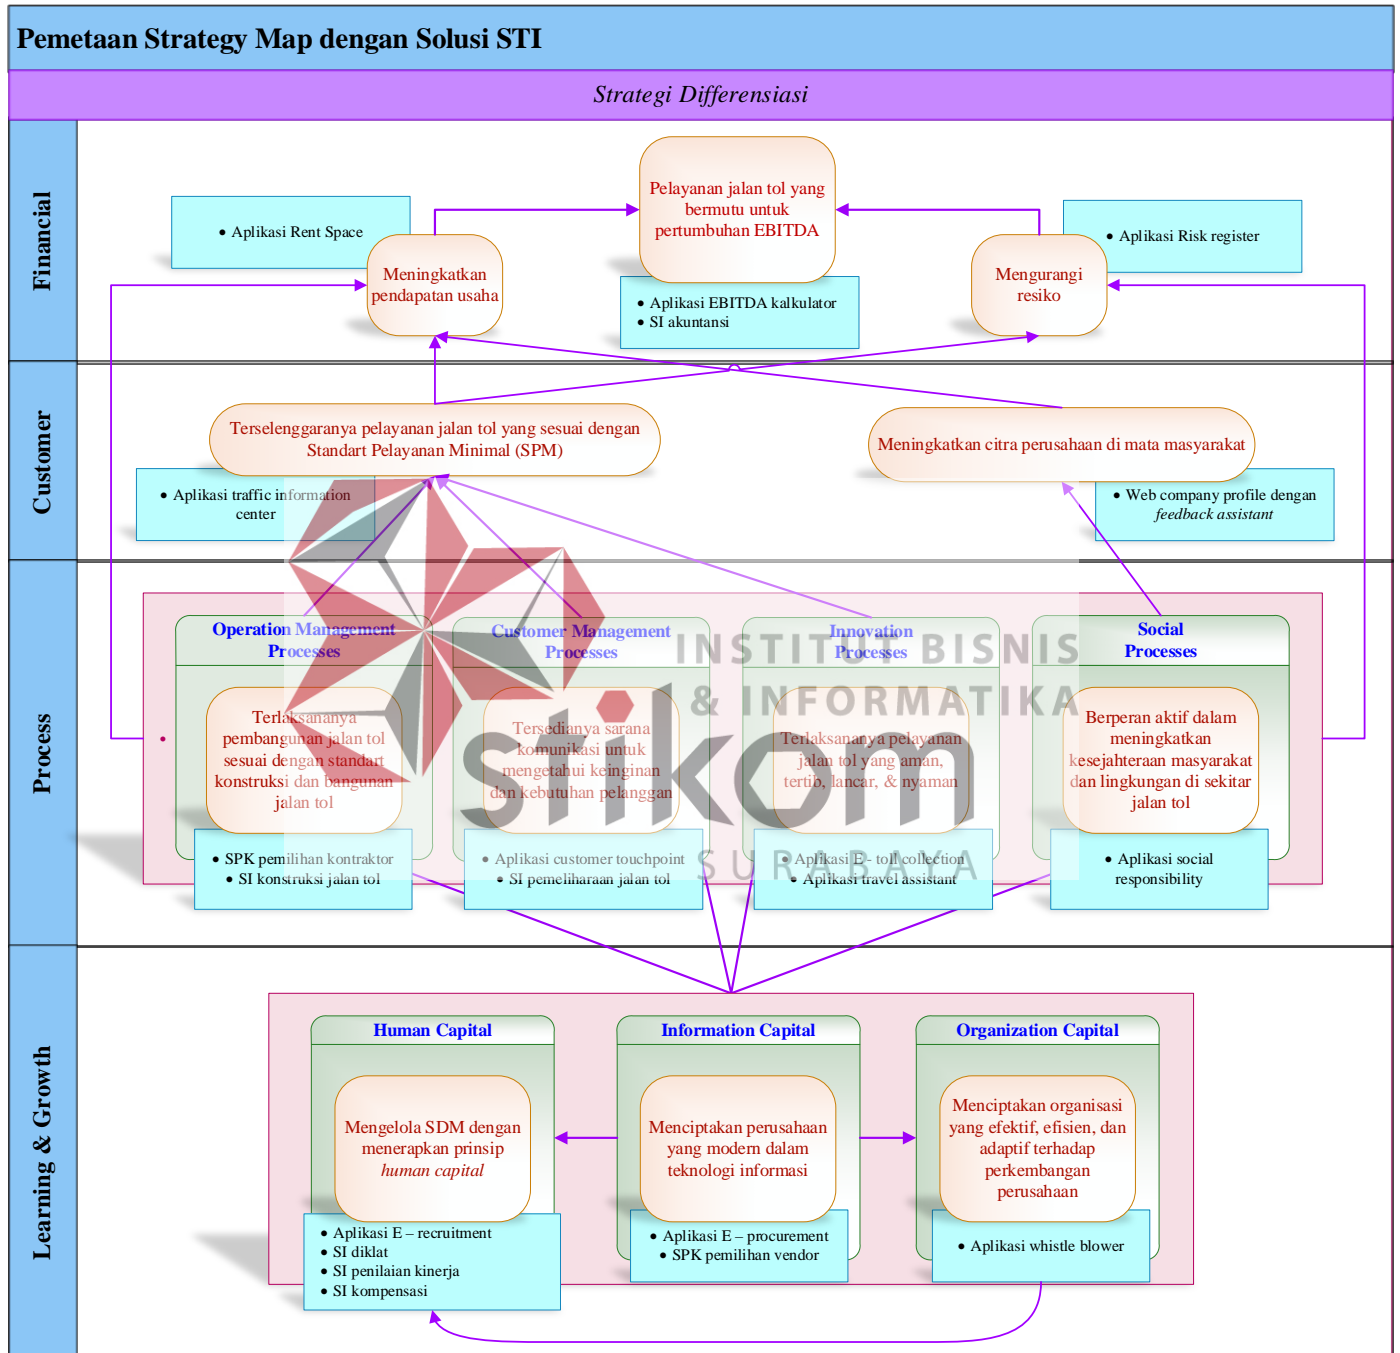 Pemetaan Strategy Map dengan Solusi STI
Strategi Differensiasi
Financial
Pelayanan jalan tol yang
bermutu untuk
pertumbuhan EBITDA
• Aplikasi Rent Space
• Aplikasi Risk register
Meningkatkan
pendapatan usaha
Mengurangi
resiko
• Aplikasi EBITDA kalkulator
• SI akuntansi
Customer
Terselenggaranya pelayanan jalan tol yang sesuai dengan
Standart Pelayanan Minimal (SPM)
Meningkatkan citra perusahaan di mata masyarakat
• Aplikasi traffic information
center
• Web company profile dengan
feedback assistant
Process
Operation Management
Processes
Customer Management
Processes
Innovation
Processes
Social
Processes
INSTITUT BISNIS
& INFORMATIKA
stikom
SURABAYA
Terlaksananya
pembangunan jalan tol
sesuai dengan standart
konstruksi dan bangunan
jalan tol
Tersedianya sarana
komunikasi untuk
mengetahui keinginan
dan kebutuhan pelanggan
Terlaksananya pelayanan
jalan tol yang aman,
tertib, lancar, & nyaman
Berperan aktif dalam
meningkatkan
kesejahteraan masyarakat
dan lingkungan di sekitar
jalan tol
• SPK pemilihan kontraktor
• SI konstruksi jalan tol
• Aplikasi customer touchpoint
• SI pemeliharaan jalan tol
• Aplikasi E - toll collection
• Aplikasi travel assistant
• Aplikasi social
responsibility
Learning & Growth
Human Capital
Information Capital
Organization Capital
Mengelola SDM dengan
menerapkan prinsip
human capital
Menciptakan perusahaan
yang modern dalam
teknologi informasi
Menciptakan organisasi
yang efektif, efisien, dan
adaptif terhadap
perkembangan
perusahaan
• Aplikasi E – recruitment
• SI diklat
• SI penilaian kinerja
• SI kompensasi
• Aplikasi E – procurement
• SPK pemilihan vendor
• Aplikasi whistle blower